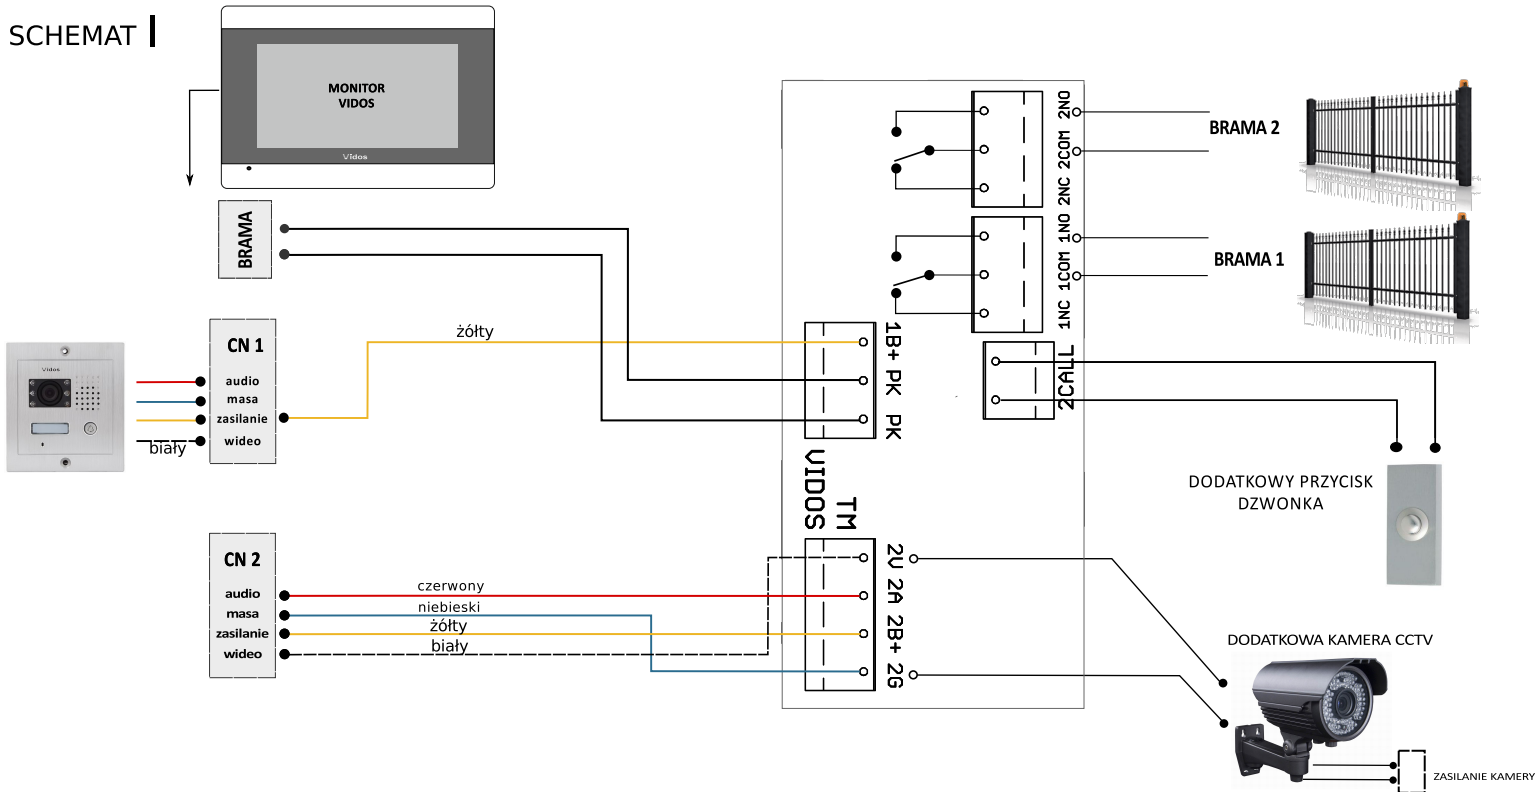 SCHEMAT I
MONITOR
VIDOS
Vidos
BRAMA
CN 1
audio
masa
zasilanie
wideo
Vidos
biały
żółty
CN 2
audio
masa
zasilanie
wideo
czerwony
niebieski
żółty
biały
1B+ PK PK
VIDOS
TM
2V 2A 2B+ 2G
2NC 2COM 2NO
1NC 1COM 1NO
2CALL
BRAMA 2
BRAMA 1
DODATKOWY PRZYCISK
DZWONKA
DODATKOWA KAMERA CCTV
ZASILANIE KAMERY